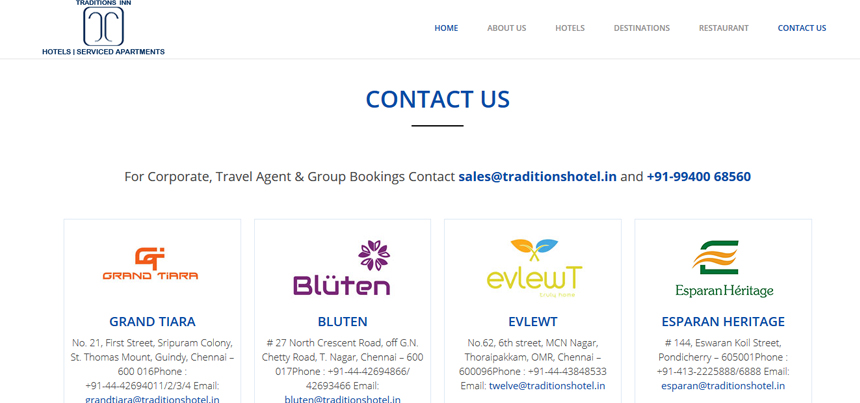 TRADITIONS INN
HOTELS | SERVICED APARTMENTS
HOME ABOUT US HOTELS DESTINATIONS RESTAURANT CONTACT US
CONTACT US
For Corporate, Travel Agent & Group Bookings Contact sales@traditionshotel.in and +91-99400 68560
GRAND TIARA
GRAND TIARA
No. 21, First Street, Sripuram Colony,
St. Thomas Mount, Guindy, Chennai –
600 016Phone :
+91-44-42694011/2/3/4 Email:
grandtiara@traditionshotel.in
Blüten
BLUTEN
# 27 North Crescent Road, off G.N.
Chetty Road, T. Nagar, Chennai – 600
017Phone : +91-44-42694866/
42693466 Email:
bluten@traditionshotel.in
evlewT
EVLEWT
No.62, 6th street, MCN Nagar,
Thoraipakkam, OMR, Chennai –
600096Phone : +91-44-43848533
Email: twelve@traditionshotel.in
Esparan Héritage
ESPARAN HERITAGE
# 144, Eswaran Koil Street,
Pondicherry – 605001Phone :
+91-413-2225888/6888 Email:
esparan@traditionshotel.in